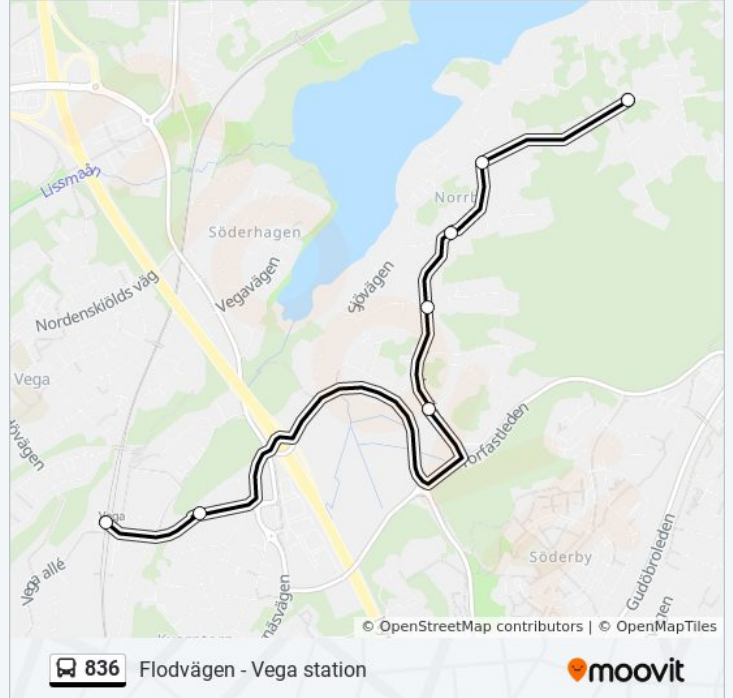 Lissmaån
Norrb
Söderhagen
Vegavägen
Sjövägen
Nordenskiölds väg
Vega
Torfastleden
Vega
Vega allé
Söderby
Gudöbroleden
© OpenStreetMap contributors | © OpenMapTiles
836 Flodvägen - Vega station
moovit